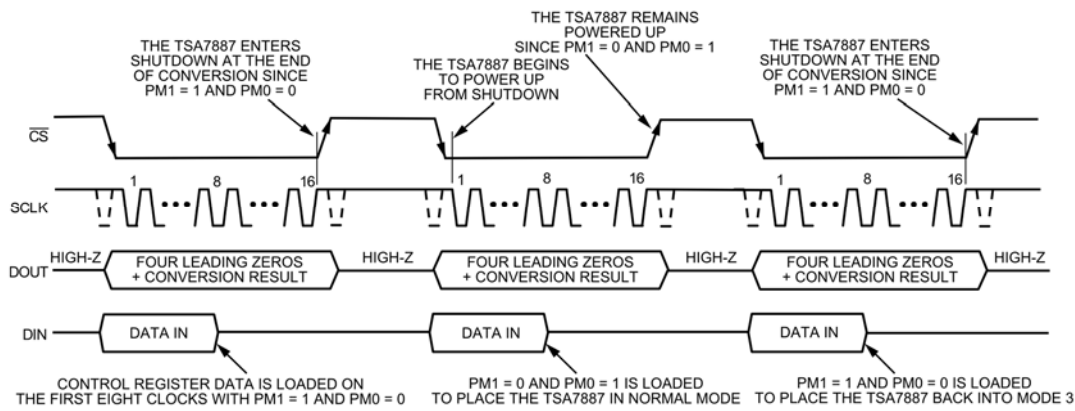 THE TSA7887 ENTERS
SHUTDOWN AT THE END
OF CONVERSION SINCE
PM1 = 1 AND PM0 = 0
THE TSA7887 BEGINS
TO POWER UP
FROM SHUTDOWN
THE TSA7887 REMAINS
POWERED UP
SINCE PM1 = 0 AND PM0 = 1
THE TSA7887 ENTERS
SHUTDOWN AT THE END
OF CONVERSION SINCE
PM1 = 1 AND PM0 = 0
CS
1 8 16 1 8 16 1 8 16
SCLK
HIGH-Z HIGH-Z HIGH-Z HIGH-Z
DOUT
FOUR LEADING ZEROS
+ CONVERSION RESULT
FOUR LEADING ZEROS
+ CONVERSION RESULT
FOUR LEADING ZEROS
+ CONVERSION RESULT
DIN DATA IN DATA IN DATA IN
CONTROL REGISTER DATA IS LOADED ON
THE FIRST EIGHT CLOCKS WITH PM1 = 1 AND PM0 = 0
PM1 = 0 AND PM0 = 1 IS LOADED
TO PLACE THE TSA7887 IN NORMAL MODE
PM1 = 1 AND PM0 = 0 IS LOADED
TO PLACE THE TSA7887 BACK INTO MODE 3